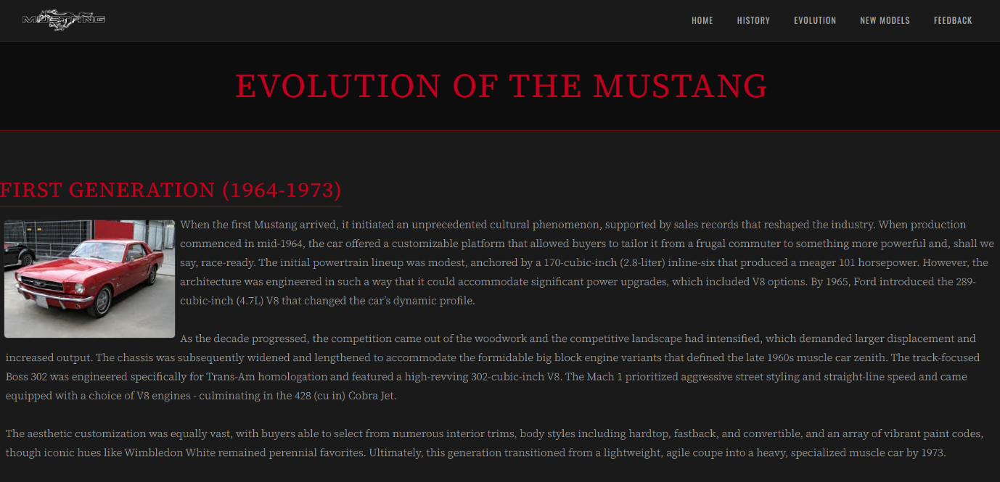 MUSTANG
HOME HISTORY EVOLUTION NEW MODELS FEEDBACK
EVOLUTION OF THE MUSTANG
FIRST GENERATION (1964-1973)
When the first Mustang arrived, it initiated an unprecedented cultural phenomenon, supported by sales records that reshaped the industry. When production
commenced in mid-1964, the car offered a customizable platform that allowed buyers to tailor it from a frugal commuter to something more powerful and, shall we
say, race-ready. The initial powertrain lineup was modest, anchored by a 170-cubic-inch (2.8-liter) inline-six that produced a meager 101 horsepower. However, the
architecture was engineered in such a way that it could accommodate significant power upgrades, which included V8 options. By 1965, Ford introduced the 289-
cubic-inch (4.7L) V8 that changed the car’s dynamic profile.
As the decade progressed, the competition came out of the woodwork and the competitive landscape had intensified, which demanded larger displacement and
increased output. The chassis was subsequently widened and lengthened to accommodate the formidable big block engine variants that defined the late 1960s muscle car zenith. The track-focused
Boss 302 was engineered specifically for Trans-Am homologation and featured a high-revving 302-cubic-inch V8. The Mach 1 prioritized aggressive street styling and straight-line speed and came
equipped with a choice of V8 engines - culminating in the 428 (cu in) Cobra Jet.
The aesthetic customization was equally vast, with buyers able to select from numerous interior trims, body styles including hardtop, fastback, and convertible, and an array of vibrant paint codes,
though iconic hues like Wimbledon White remained perennial favorites. Ultimately, this generation transitioned from a lightweight, agile coupe into a heavy, specialized muscle car by 1973.